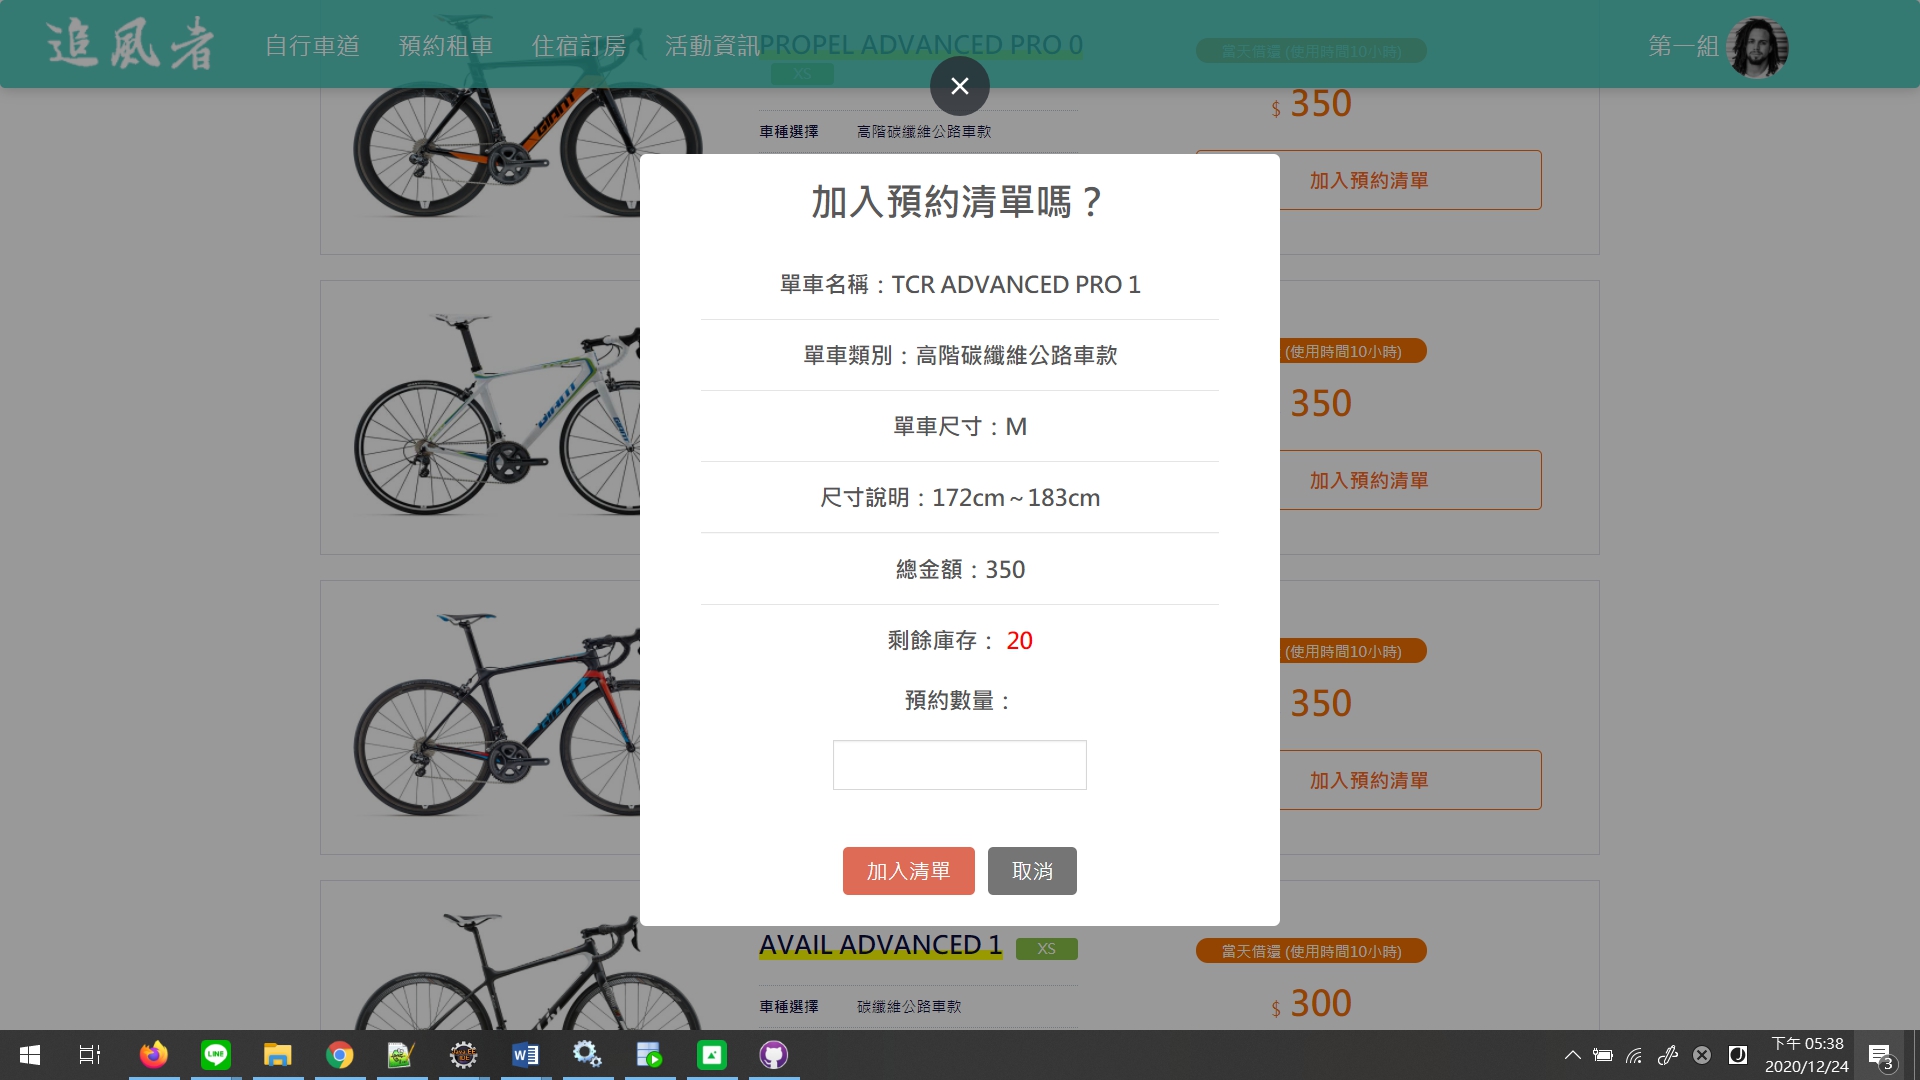 追風者
自行車道
預約租車
住宿訂房
活動資訊
PROPEL ADVANCED PRO 0
XS
當天借還 (使用時間10小時)
第一組
$ 350
車種選擇 高階碳纖維公路車款
加入預約清單
加入預約清單嗎？
單車名稱：TCR ADVANCED PRO 1
單車類別：高階碳纖維公路車款
單車尺寸：M
尺寸說明：172cm～183cm
總金額：350
剩餘庫存： 20
預約數量：
加入清單
取消
(使用時間10小時)
350
加入預約清單
(使用時間10小時)
350
加入預約清單
AVAIL ADVANCED 1
XS
當天借還 (使用時間10小時)
車種選擇 碳纖維公路車款
$ 300
GIANT
GIANT
GIANT
LINE
下午 05:38
2020/12/24
3